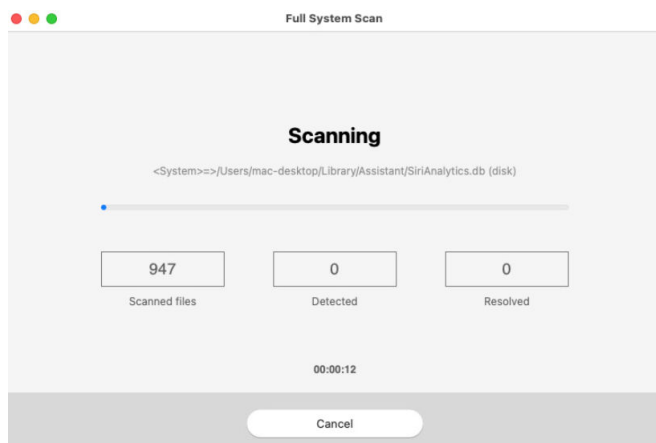 Full System Scan
Scanning
<System>=>/Users/mac-desktop/Library/Assistant/SiriAnalytics.db (disk)
947 0 0
Scanned files Detected Resolved
00:00:12
Cancel